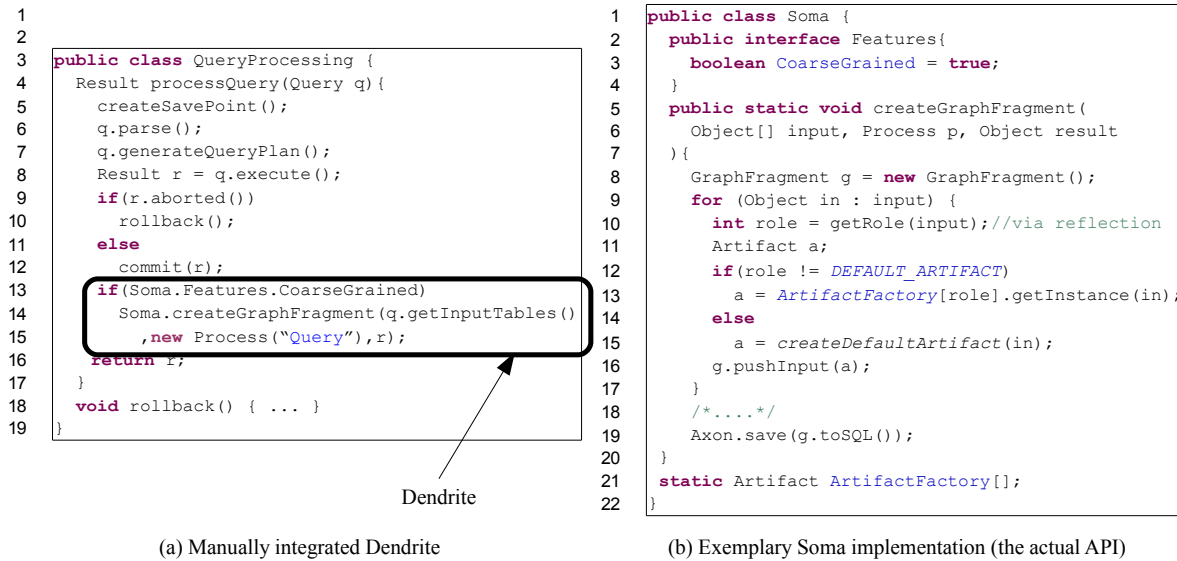 1
2
3 public class QueryProcessing {
4 Result processQuery(Query q){
5 createSavePoint();
6 q.parse();
7 q.generateQueryPlan();
8 Result r = q.execute();
9 if(r.aborted())
10 rollback();
11 else
12 commit(r);
13 if(Soma.Features.CoarseGrained)
14 Soma.createGraphFragment(q.getInputTables()
15 ,new Process(“Query”),r);
16 return r;
17 }
18 void rollback() { ... }
19 }
Dendrite
(a) Manually integrated Dendrite
1 public class Soma {
2 public interface Features{
3 boolean CoarseGrained = true;
4 }
5 public static void createGraphFragment(
6 Object[] input, Process p, Object result
7 ){
8 GraphFragment g = new GraphFragment();
9 for (Object in : input) {
10 int role = getRole(input);//via reflection
11 Artifact a;
12 if(role != DEFAULT_ARTIFACT)
13 a = ArtifactFactory[role].getInstance(in);
14 else
15 a = createDefaultArtifact(in);
16 g.pushInput(a);
17 }
18 /*....*/
19 Axon.save(g.toSQL());
20 }
21 static Artifact ArtifactFactory[];
22 }
(b) Exemplary Soma implementation (the actual API)